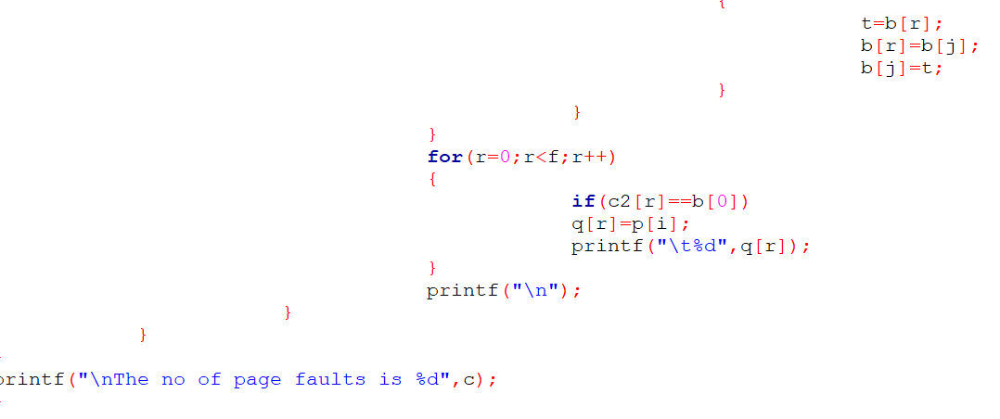 {
t=b[r];
b[r]=b[j];
b[j]=t;
}
}
}
for(r=0;r<f;r++)
{
if(c2[r]==b[0])
q[r]=p[i];
printf("\t%d",q[r]);
}
printf("\n");
}
}
printf("\nThe no of page faults is %d",c);